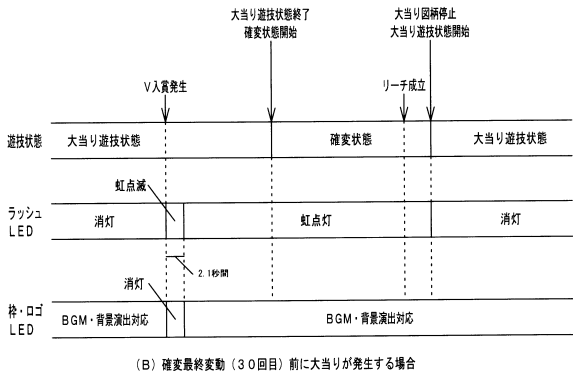 大当り遊技状態終了
確変状態開始
大当り図柄停止
大当り遊技状態開始
V入賞発生
リーチ成立
遊技状態
大当り遊技状態
確変状態
大当り遊技状態
虹点滅
ラッシュ
LED
消灯
虹点灯
消灯
2.1秒間
消灯
枠・ロゴ
LED
BGM・背景演出対応
BGM・背景演出対応
(B)確変最終変動(30回目)前に大当りが発生する場合